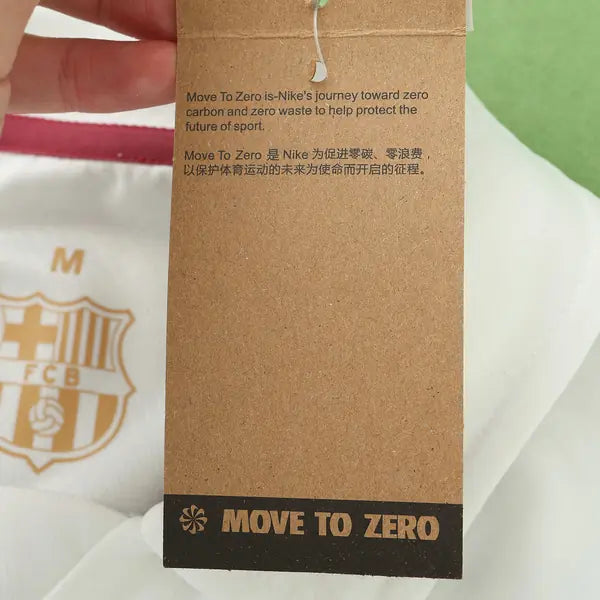 Move To Zero is-Nike's journey toward zero
carbon and zero waste to help protect the
future of sport.
Move To Zero 是 Nike 为促进零碳、零浪费，
以保护体育运动的未来为使命而开启的征程。
M
FCB
MOVE TO ZERO